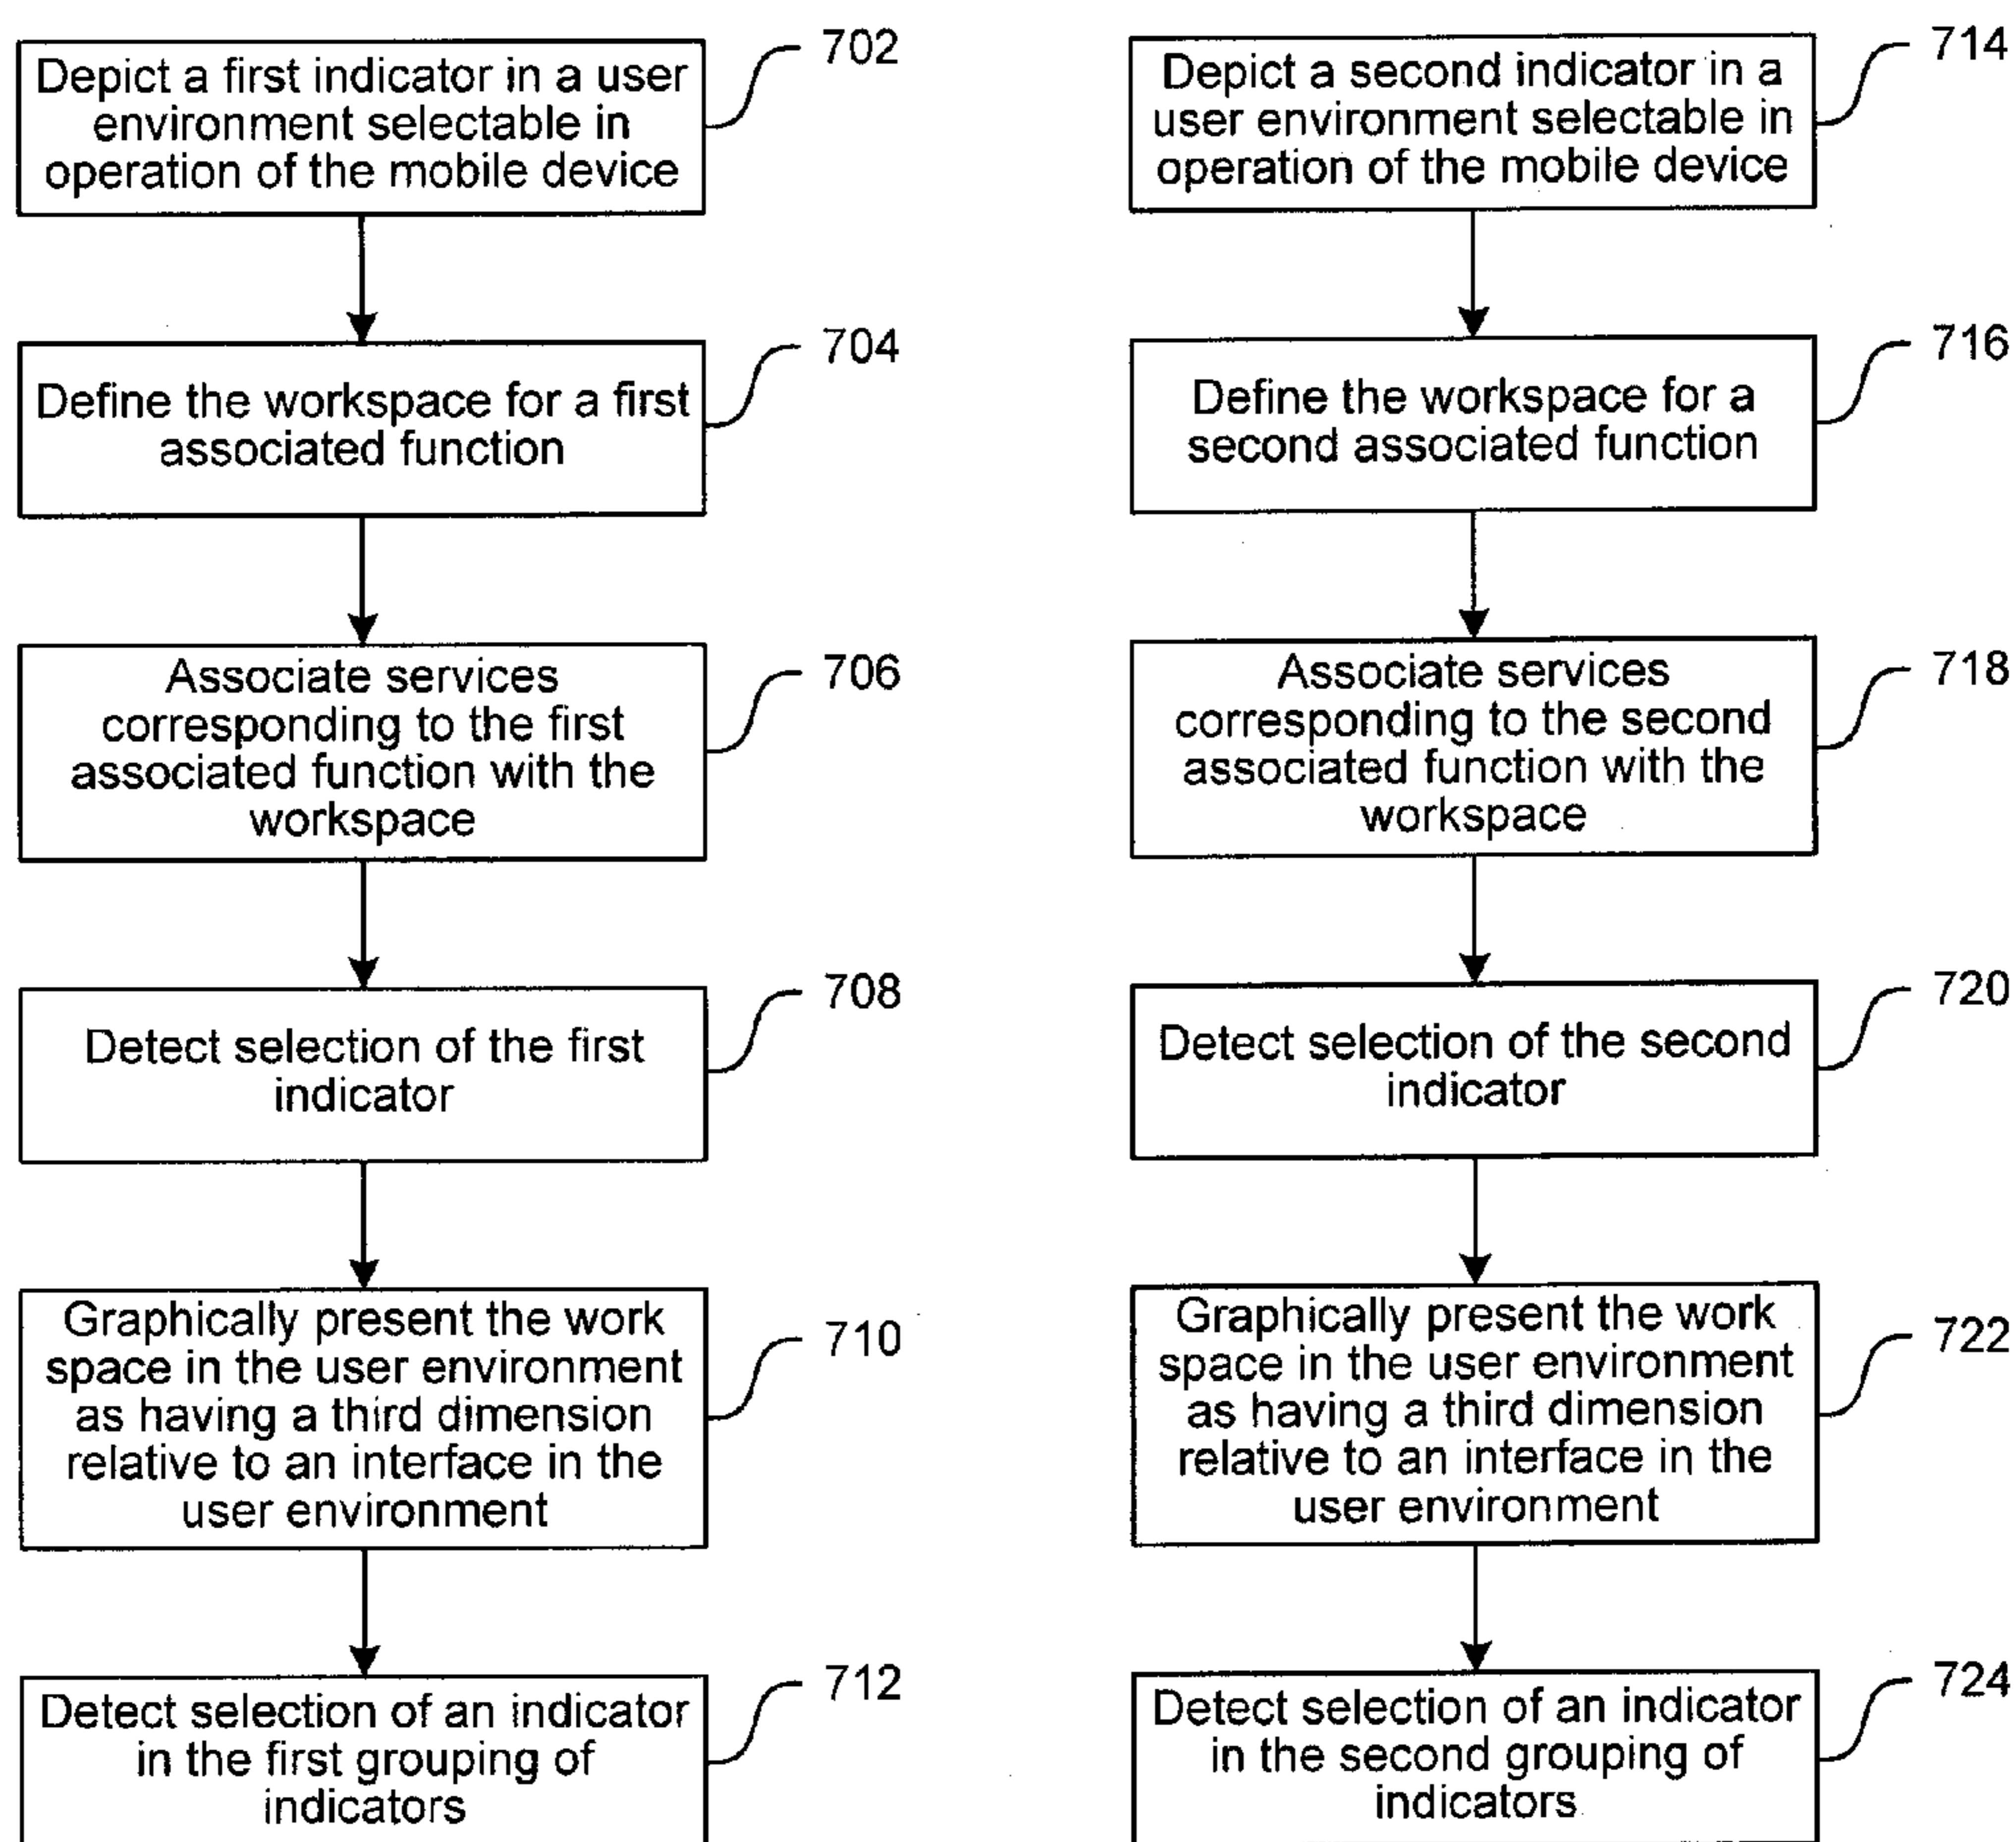 702
Depict a first indicator in a user
environment selectable in
operation of the mobile device
704
Define the workspace for a first
associated function
706
Associate services
corresponding to the first
associated function with the
workspace
708
Detect selection of the first
indicator
710
Graphically present the work
space in the user environment
as having a third dimension
relative to an interface in the
user environment
712
Detect selection of an indicator
in the first grouping of
indicators
714
Depict a second indicator in a
user environment selectable in
operation of the mobile device
716
Define the workspace for a
second associated function
718
Associate services
corresponding to the second
associated function with the
workspace
720
Detect selection of the second
indicator
722
Graphically present the work
space in the user environment
as having a third dimension
relative to an interface in the
user environment
724
Detect selection of an indicator
in the second grouping of
indicators